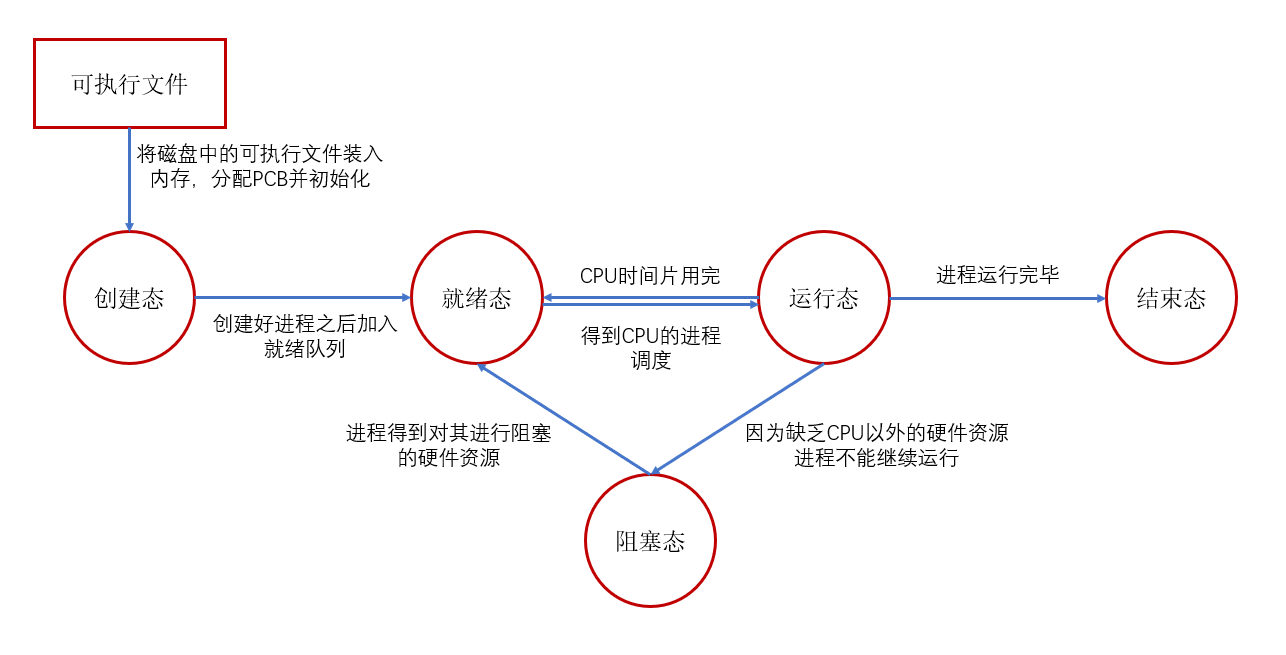 可执行文件
将磁盘中的可执行文件装入
内存，分配PCB并初始化
创建态
创建好进程之后加入
就绪队列
就绪态
CPU时间片用完
得到CPU的进程
调度
运行态
进程运行完毕
结束态
进程得到对其进行阻塞
的硬件资源
因为缺乏CPU以外的硬件资源
进程不能继续运行
阻塞态